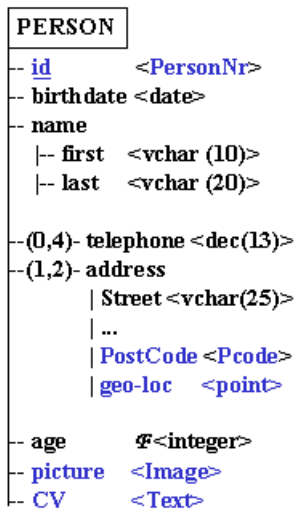 PERSON
-- id <PersonNr>
-- birthdate <date>
-- name
|-- first <vchar (10)>
|-- last <vchar (20)>
--(0,4)- telephone <dec(13)>
--(1,2)- address
| Street <vchar(25)>
| ...
| PostCode <Pcode>
| geo-loc <point>
-- age ℱ<integer>
-- picture <Image>
-- CV <Text>